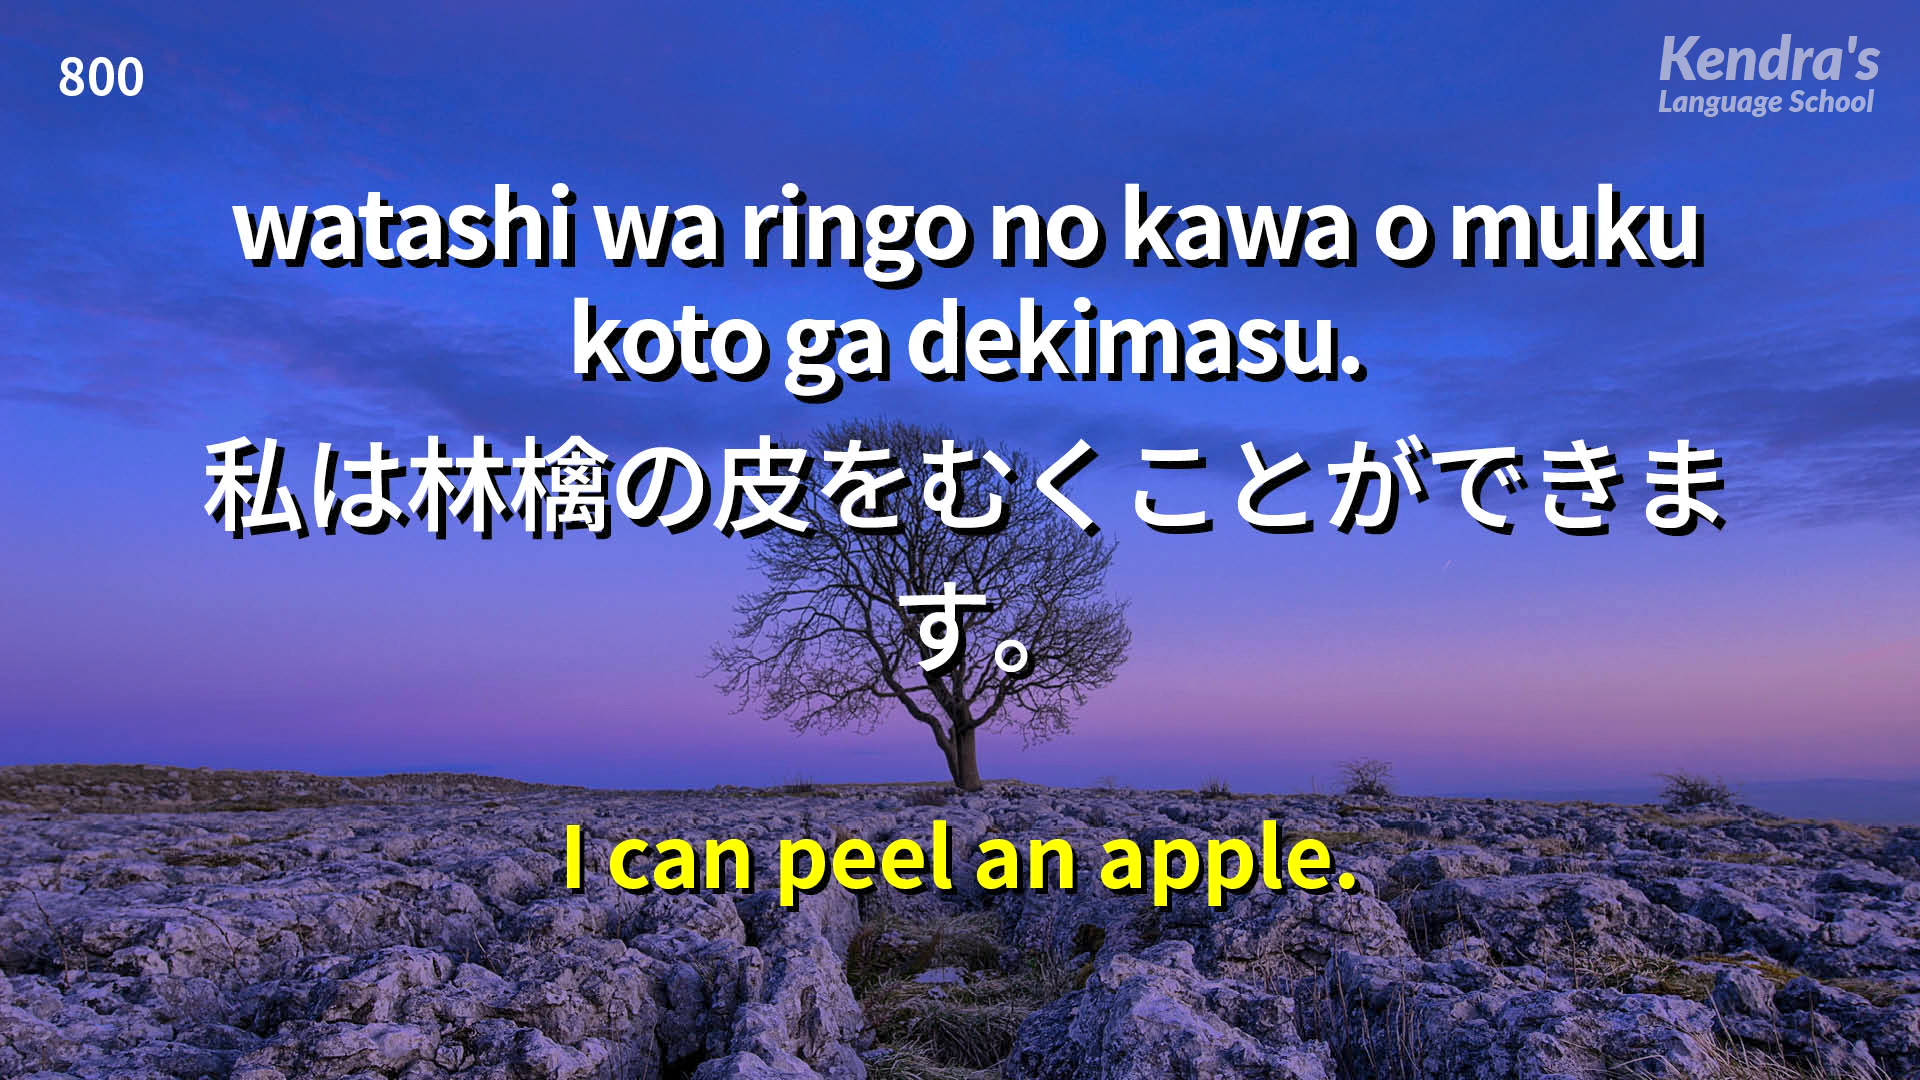 800
Kendra's
Language School
watashi wa ringo no kawa o muku
koto ga dekimasu.
私は林檎の皮をむくことができま
す。
I can peel an apple.